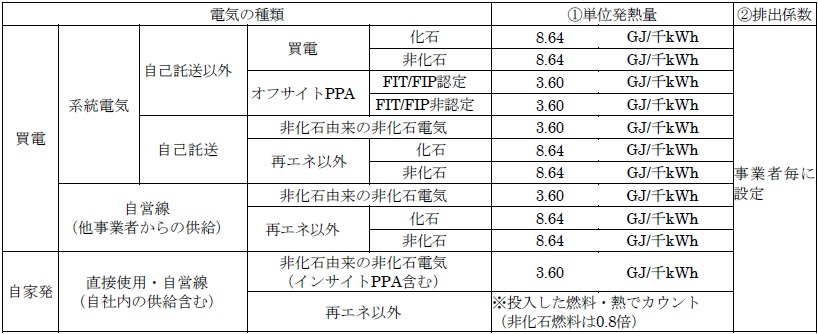 電気の種類 ①単位発熱量 ②排出係数
買電 系統電気 自己託送以外 買電 化石 8.64 GJ/千kWh 事業者毎に設定
非化石 8.64 GJ/千kWh
オフサイトPPA FIT/FIP認定 3.60 GJ/千kWh
FIT/FIP非認定 3.60 GJ/千kWh
自己託送 非化石由来の非化石電気 3.60 GJ/千kWh
再エネ以外 化石 8.64 GJ/千kWh
非化石 8.64 GJ/千kWh
自営線
(他事業者からの供給) 非化石由来の非化石電気 3.60 GJ/千kWh
再エネ以外 化石 8.64 GJ/千kWh
非化石 8.64 GJ/千kWh
自家発 直接使用・自営線
(自社内の供給含む) 非化石由来の非化石電気
(インサイトPPA含む) 3.60 GJ/千kWh
再エネ以外 ※投入した燃料・熱でカウント
(非化石燃料は0.8倍)